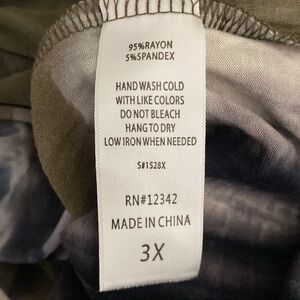 95%RAYON
5%SPANDEX
HAND WASH COLD
WITH LIKE COLORS
DO NOT BLEACH
HANG TO DRY
LOW IRON WHEN NEEDED
S#1528X
RN#12342
MADE IN CHINA
3X